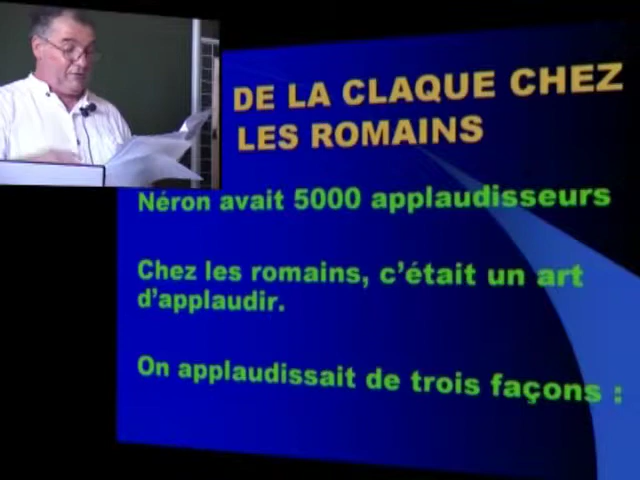 DE LA CLAQUE CHEZ
LES ROMAINS
Néron avait 5000 applaudisseurs
Chez les romains, c'était un art
d'applaudir.
On applaudissait de trois façons :